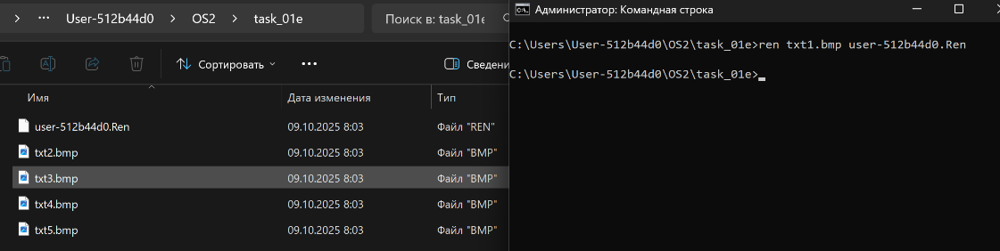 User-512b44d0 > OS2 > task_01e
Поиск в: task_01e
Сортировать
Сведени
Имя Дата изменения Тип
user-512b44d0.Ren 09.10.2025 8:03 Файл "REN"
txt2.bmp 09.10.2025 8:03 Файл "BMP"
txt3.bmp 09.10.2025 8:03 Файл "BMP"
txt4.bmp 09.10.2025 8:03 Файл "BMP"
txt5.bmp 09.10.2025 8:03 Файл "BMP"
Администратор: Командная строка
C:\Users\User-512b44d0\OS2\task_01e>ren txt1.bmp user-512b44d0.Ren
C:\Users\User-512b44d0\OS2\task_01e>